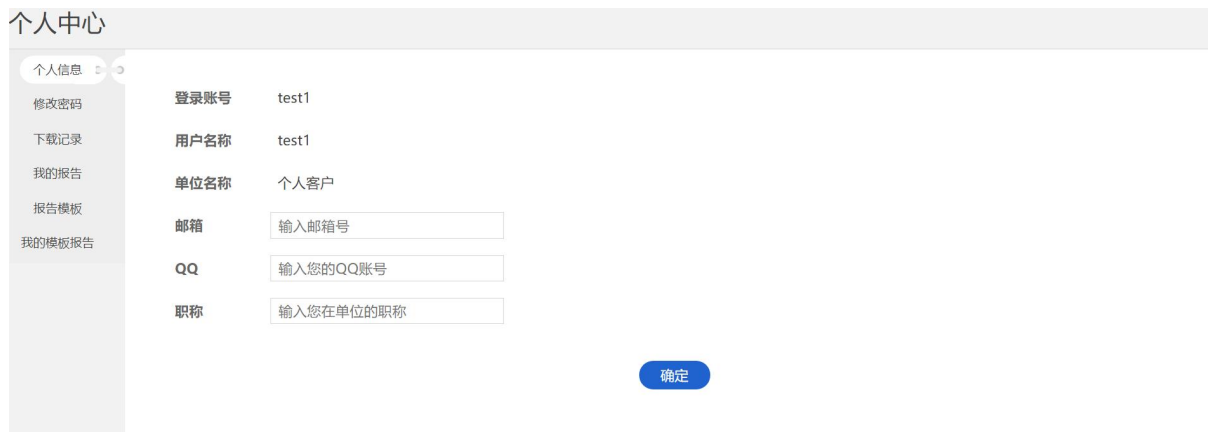 个人中心
个人信息
修改密码
下载记录
我的报告
报告模板
我的模板报告
登录账号 test1
用户名称 test1
单位名称 个人客户
邮箱 输入邮箱号
QQ 输入您的QQ账号
职称 输入您在单位的职称
确定